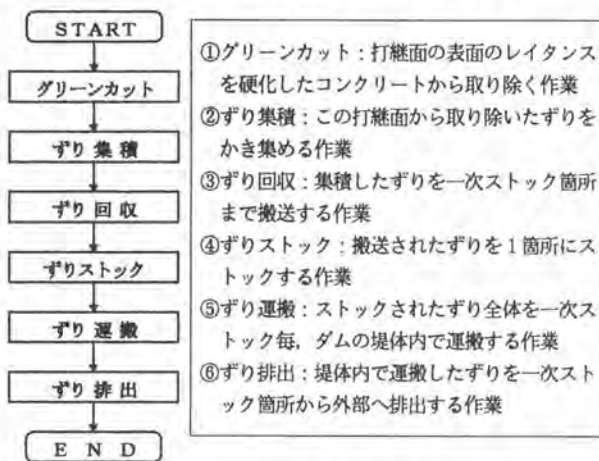 START
グリーンカット
ずり集積
ずり回収
ずりストック
ずり運搬
ずり排出
END
①グリーンカット：打継面の表面のレイタンス
を硬化したコンクリートから取り除く作業
②ずり集積：この打継面から取り除いたずりを
かき集める作業
③ずり回収：集積したずりを一次ストック箇所
まで搬送する作業
④ずりストック：搬送されたずりを1箇所にス
トックする作業
⑤ずり運搬：ストックされたずり全体を一次ス
トック毎，ダムの堤体内で運搬する作業
⑥ずり排出：堤体内で運搬したずりを一次スト
ック箇所から外部へ排出する作業